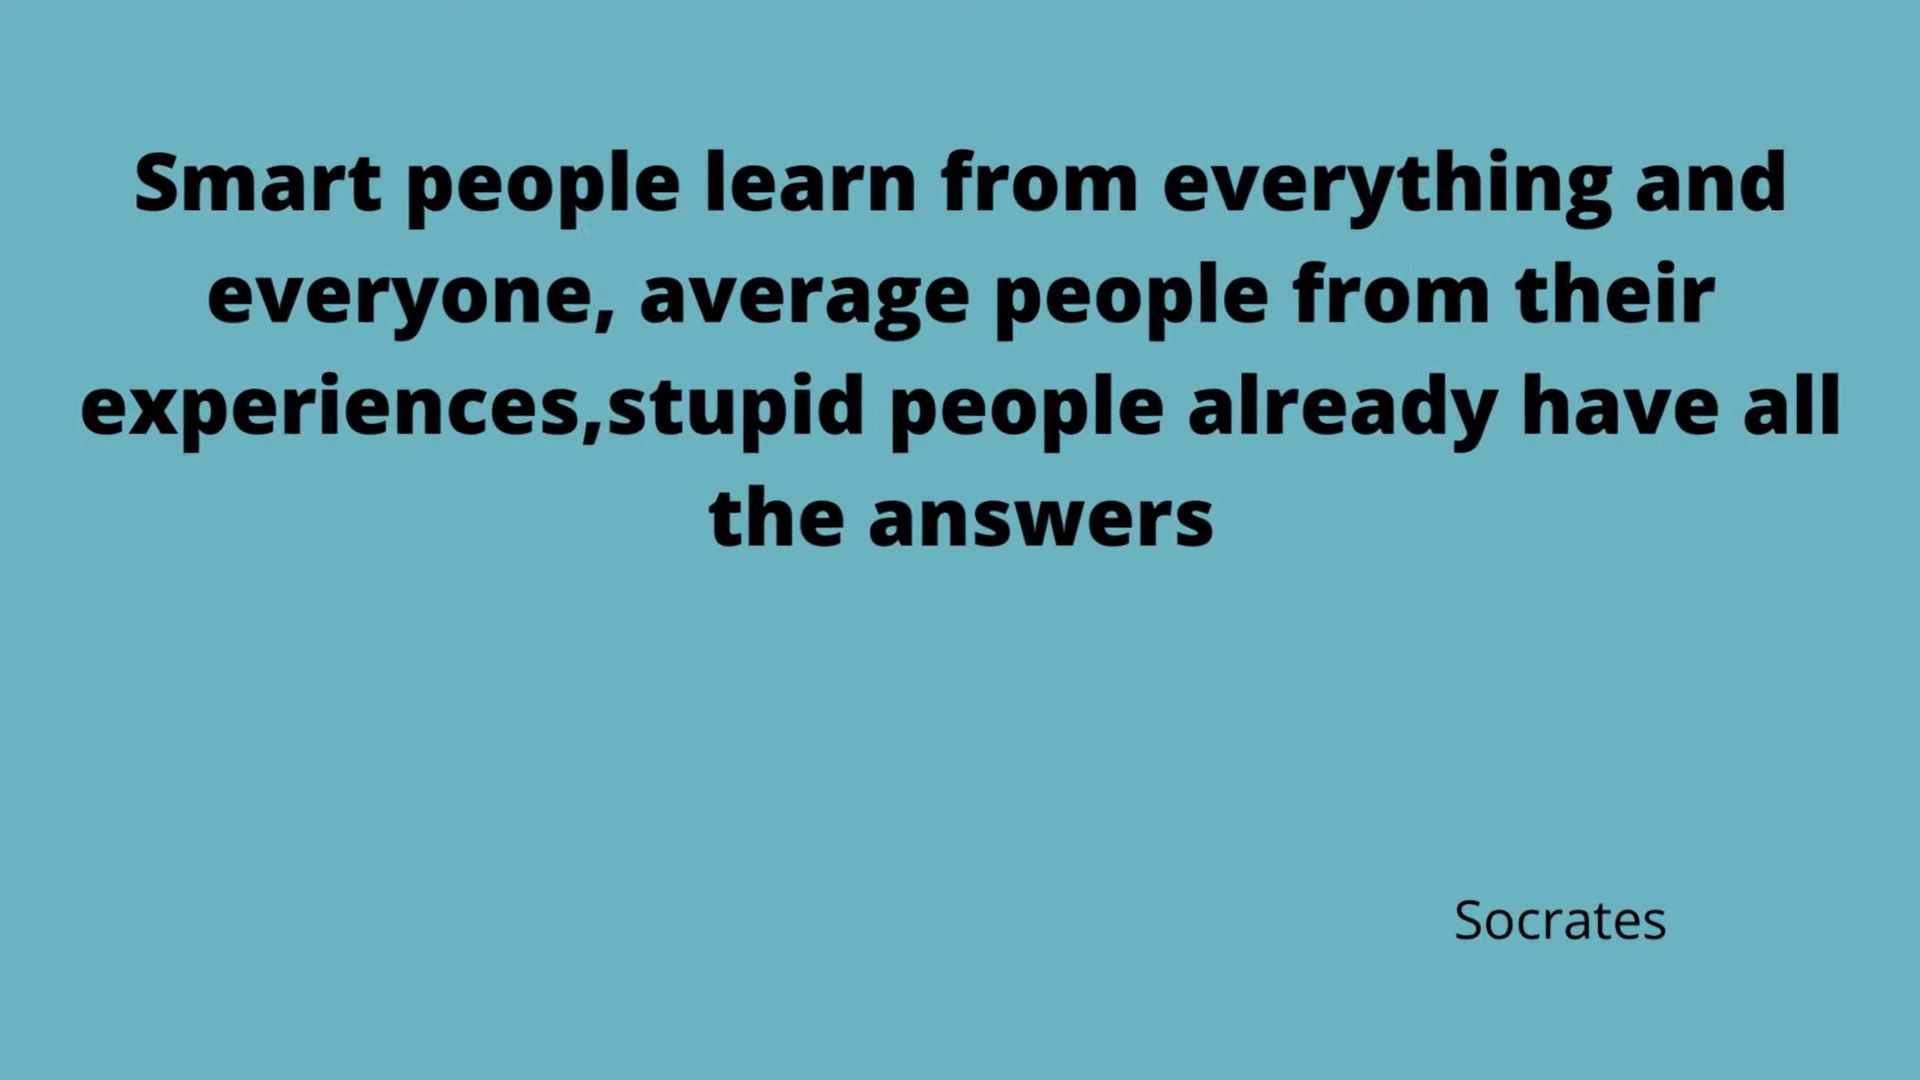 Smart people learn from everything and
everyone, average people from their
experiences,stupid people already have all
the answers
Socrates